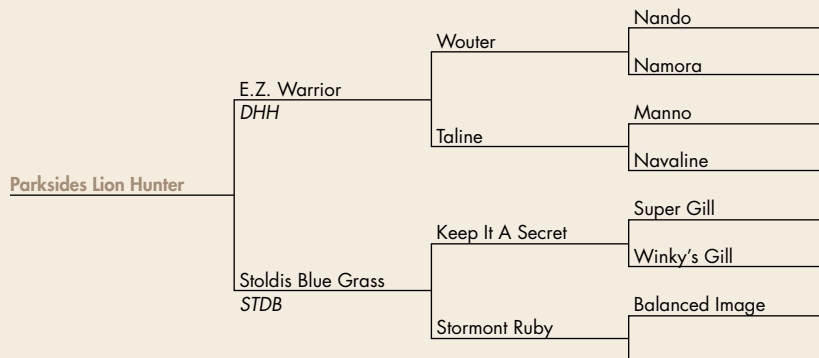 Nando
Wouter
Namora
E.Z. Warrior
DHH
Manno
Taline
Navaline
Parksides Lion Hunter
Super Gill
Keep It A Secret
Winky's Gill
Stoldis Blue Grass
STDB
Balanced Image
Stormont Ruby